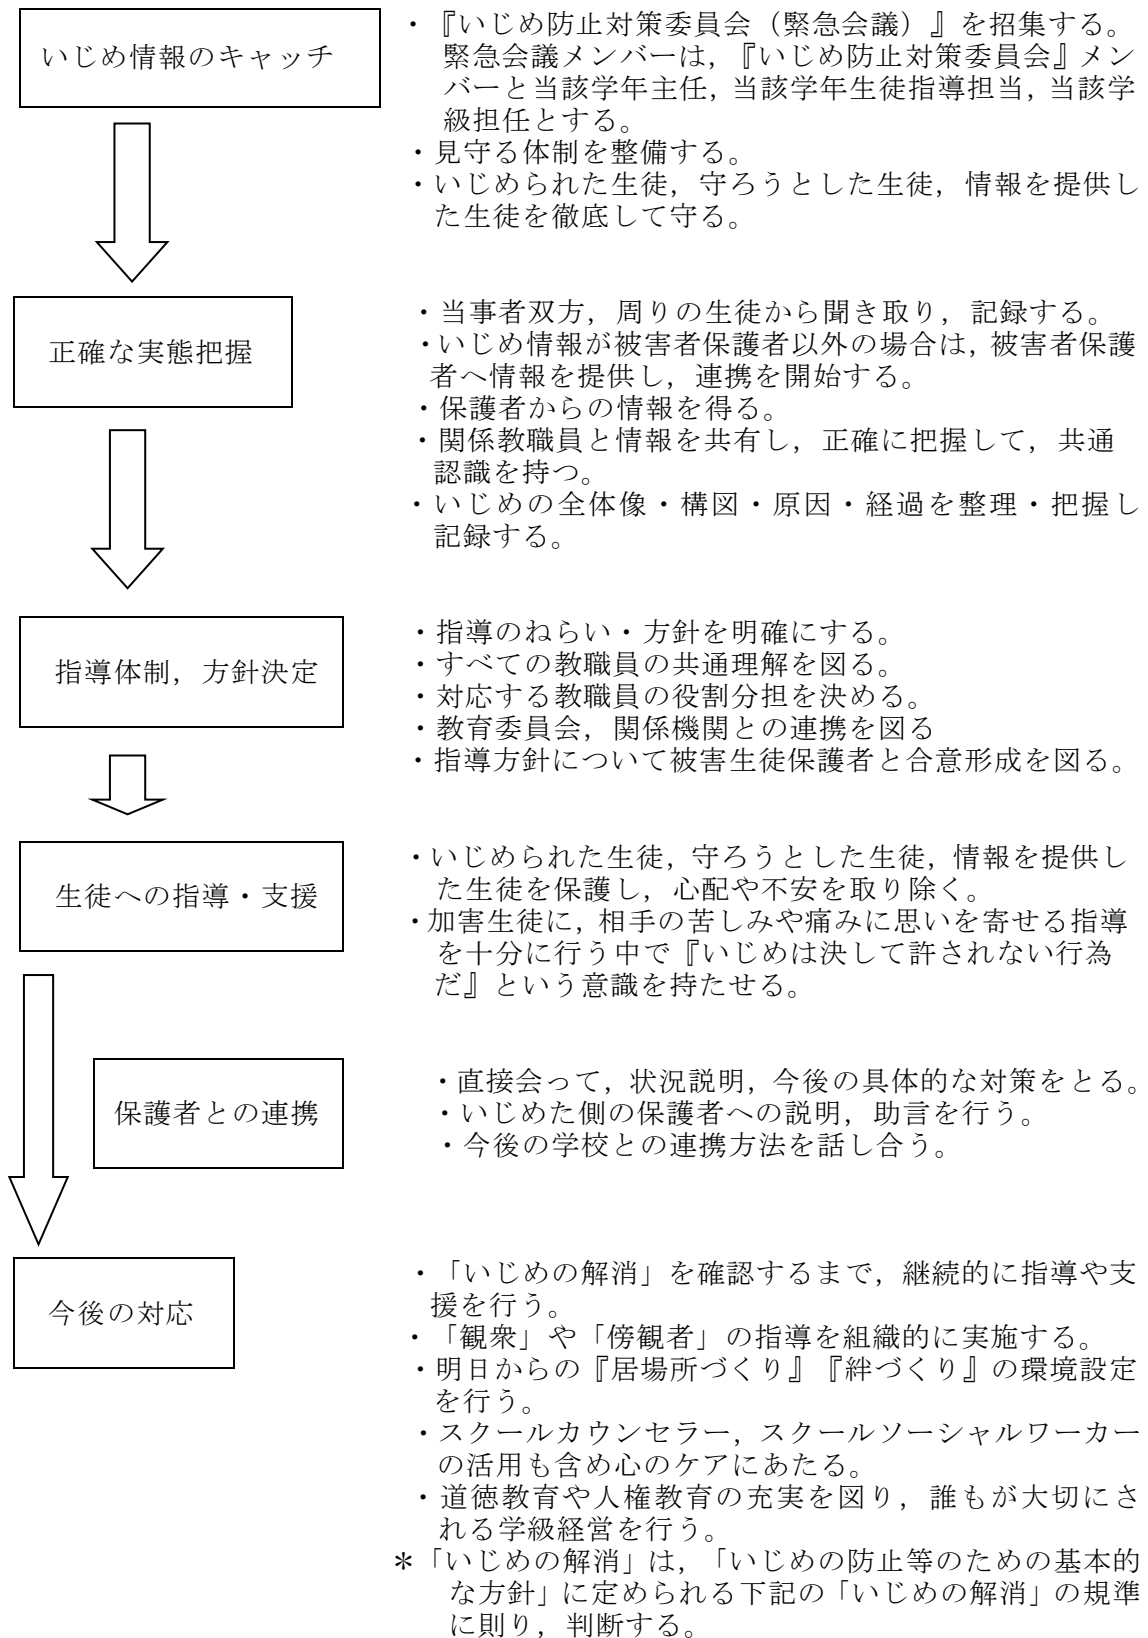 いじめ情報のキャッチ
・『いじめ防止対策委員会（緊急会議）』を招集する。
緊急会議メンバーは，『いじめ防止対策委員会』メン
バーと当該学年主任，当該学年生徒指導担当，当該学
級担任とする。
・見守る体制を整備する。
・いじめられた生徒，守ろうとした生徒，情報を提供し
た生徒を徹底して守る。
正確な実態把握
・当事者双方，周りの生徒から聞き取り，記録する。
・いじめ情報が被害者保護者以外の場合は，被害者保護
者へ情報を提供し，連携を開始する。
・保護者からの情報を得る。
・関係教職員と情報を共有し，正確に把握して，共通
認識を持つ。
・いじめの全体像・構図・原因・経過を整理・把握し
記録する。
指導体制，方針決定
・指導のねらい・方針を明確にする。
・すべての教職員の共通理解を図る。
・対応する教職員の役割分担を決める。
・教育委員会，関係機関との連携を図る
・指導方針について被害生徒保護者と合意形成を図る。
生徒への指導・支援
・いじめられた生徒，守ろうとした生徒，情報を提供し
た生徒を保護し，心配や不安を取り除く。
・加害生徒に，相手の苦しみや痛みに思いを寄せる指導
を十分に行う中で『いじめは決して許されない行為
だ』という意識を持たせる。
保護者との連携
・直接会って，状況説明，今後の具体的な対策をとる。
・いじめた側の保護者への説明，助言を行う。
・今後の学校との連携方法を話し合う。
今後の対応
・「いじめの解消」を確認するまで，継続的に指導や支
援を行う。
・「観衆」や「傍観者」の指導を組織的に実施する。
・明日からの『居場所づくり』『絆づくり』の環境設定
を行う。
・スクールカウンセラー，スクールソーシャルワーカー
の活用も含め心のケアにあたる。
・道徳教育や人権教育の充実を図り，誰もが大切にさ
れる学級経営を行う。
＊「いじめの解消」は，「いじめの防止等のための基本的
な方針」に定められる下記の「いじめの解消」の規準
に則り，判断する。